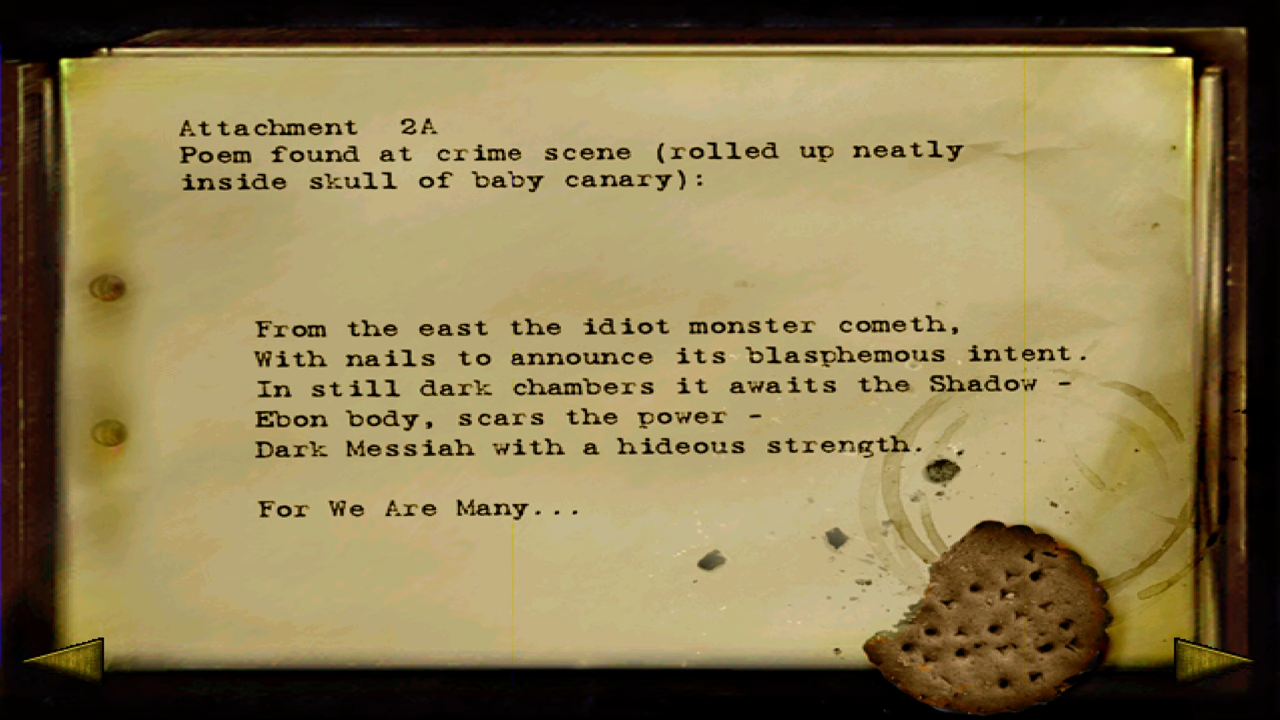 Attachment 2A
Poem found at crime scene (rolled up neatly
inside skull of baby canary):
From the east the idiot monster cometh,
With nails to announce its blasphemous intent.
In still dark chambers it awaits the Shadow -
Ebon body, scars the power -
Dark Messiah with a hideous strength.
For We Are Many...